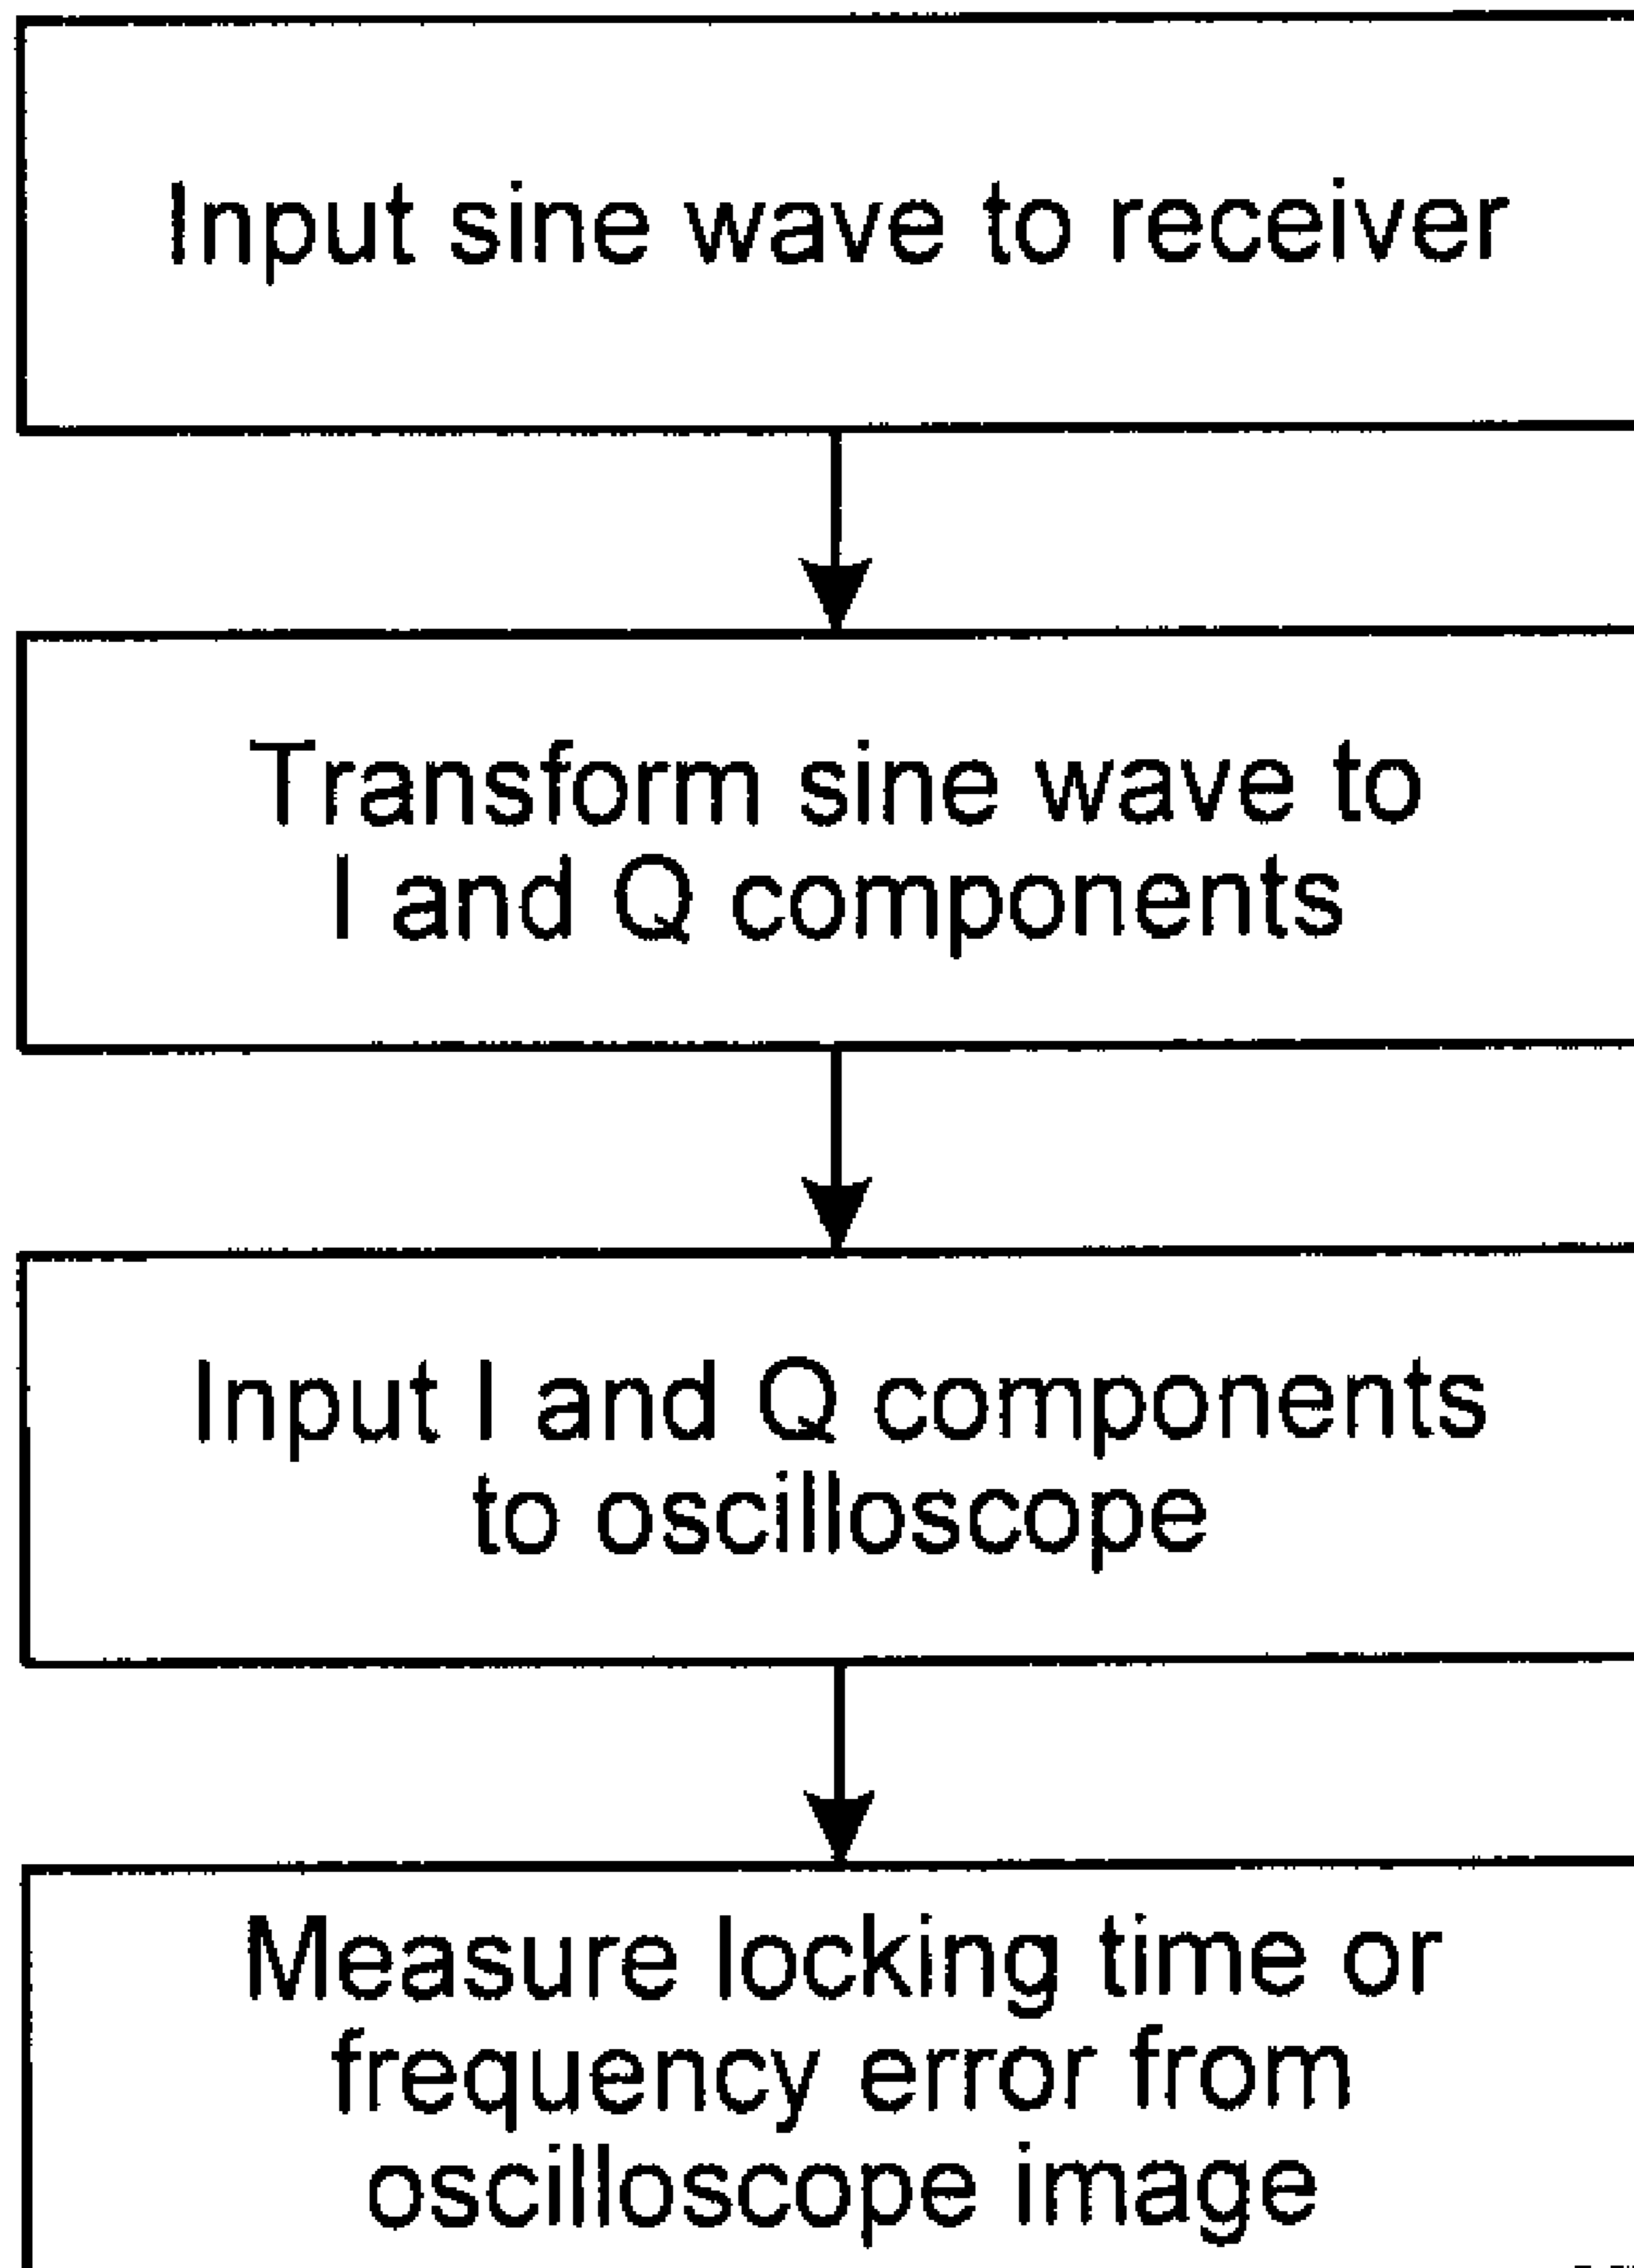 Input sine wave to receiver
Transform sine wave to
I and Q components
Input I and Q components
to oscilloscope
Measure locking time or
frequency error from
oscilloscope image